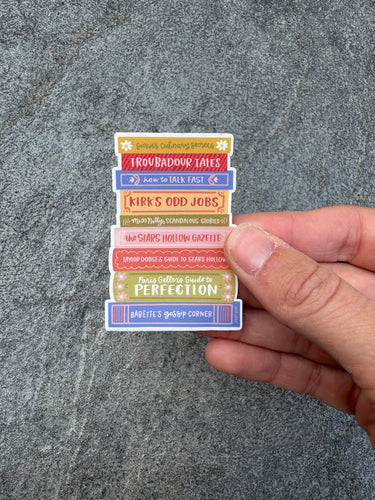 Sookie's Culinary Secrets
TROUBADOUR TALES
how to TALK FAST
KIRK'S ODD JOBS
Miss Patty's SCANDALOUS STORIES
the STARS HOLLOW GAZETTE
TAYLOR DOOSE'S GUIDE TO STARS HOLLOW
Paris Gellers Guide to
PERFECTION
BABETTE'S gossip CORNER